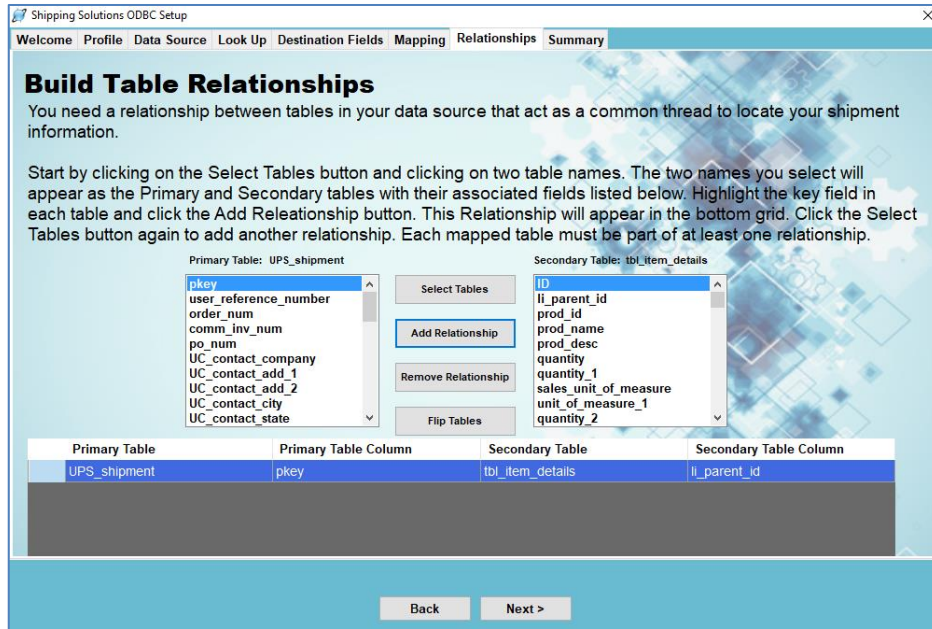 Shipping Solutions ODBC Setup
Welcome Profile Data Source Look Up Destination Fields Mapping Relationships Summary
Build Table Relationships
You need a relationship between tables in your data source that act as a common thread to locate your shipment
information.
Start by clicking on the Select Tables button and clicking on two table names. The two names you select will
appear as the Primary and Secondary tables with their associated fields listed below. Highlight the key field in
each table and click the Add Releationship button. This Relationship will appear in the bottom grid. Click the Select
Tables button again to add another relationship. Each mapped table must be part of at least one relationship.
Primary Table: UPS_shipment
pkey
user_reference_number
order_num
comm_inv_num
po_num
UC_contact_company
UC_contact_add_1
UC_contact_add_2
UC_contact_city
UC_contact_state
Select Tables
Add Relationship
Remove Relationship
Flip Tables
Secondary Table: tbl_item_details
ID
li_parent_id
prod_id
prod_name
prod_desc
quantity
quantity_1
sales_unit_of_measure
unit_of_measure_1
quantity_2
Primary Table Primary Table Column Secondary Table Secondary Table Column
UPS_shipment pkey tbl_item_details li_parent_id
Back Next >